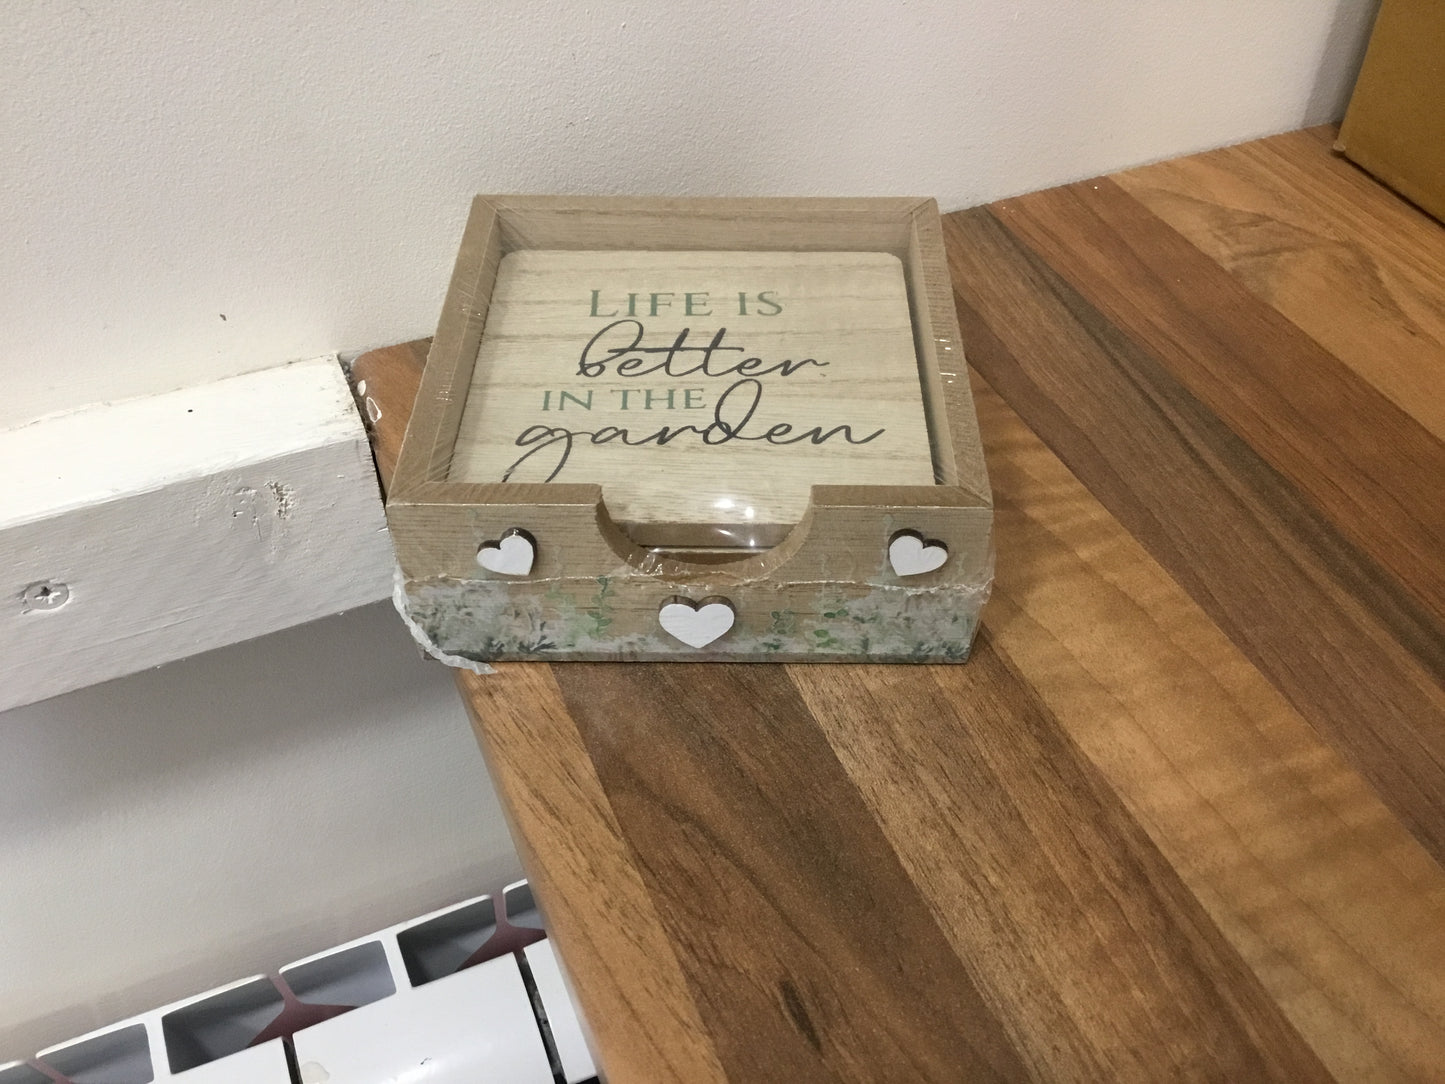 LIFE IS
better
IN THE
garden